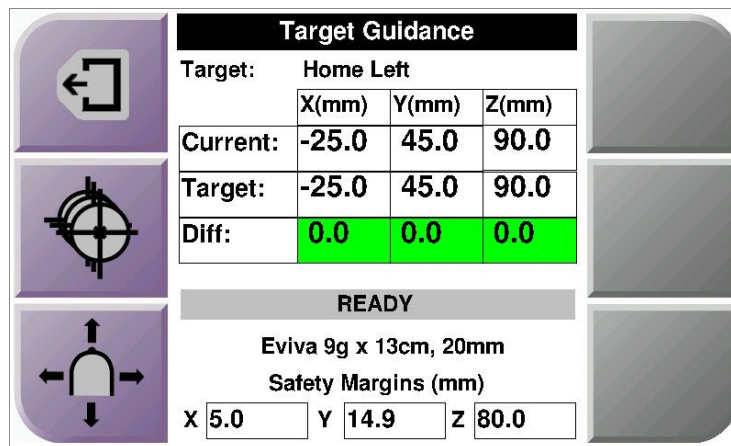 Target Guidance
Target: Home Left
X(mm) Y(mm) Z(mm)
Current: -25.0 45.0 90.0
Target: -25.0 45.0 90.0
Diff: 0.0 0.0 0.0
READY
Eviva 9g x 13cm, 20mm
Safety Margins (mm)
X 5.0 Y 14.9 Z 80.0